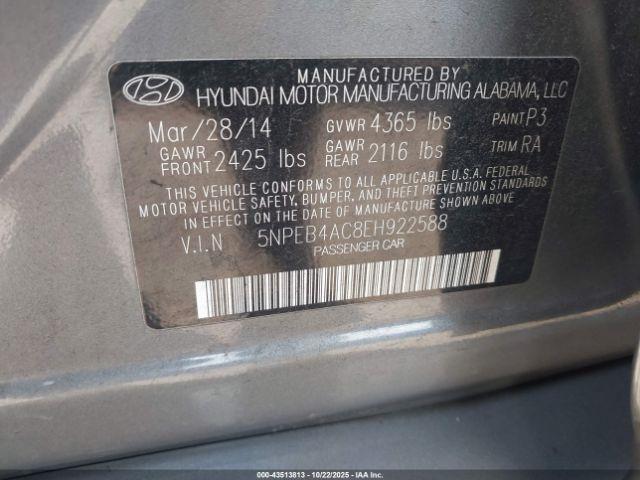 MANUFACTURED BY
HYUNDAI MOTOR MANUFACTURING ALABAMA, LLC
Mar/28/14 GVWR 4365 lbs PAINT P3
GAWR FRONT 2425 lbs GAWR REAR 2116 lbs TRIM RA
THIS VEHICLE CONFORMS TO ALL APPLICABLE U.S.A. FEDERAL
MOTOR VEHICLE SAFETY, BUMPER, AND THEFT PREVENTION STANDARDS
IN EFFECT ON THE DATE OF MANUFACTURE SHOWN ABOVE.
V.I.N 5NPEB4AC8EH922588
PASSENGER CAR
000-43513813 | 10/22/2025 | IAAI.COM